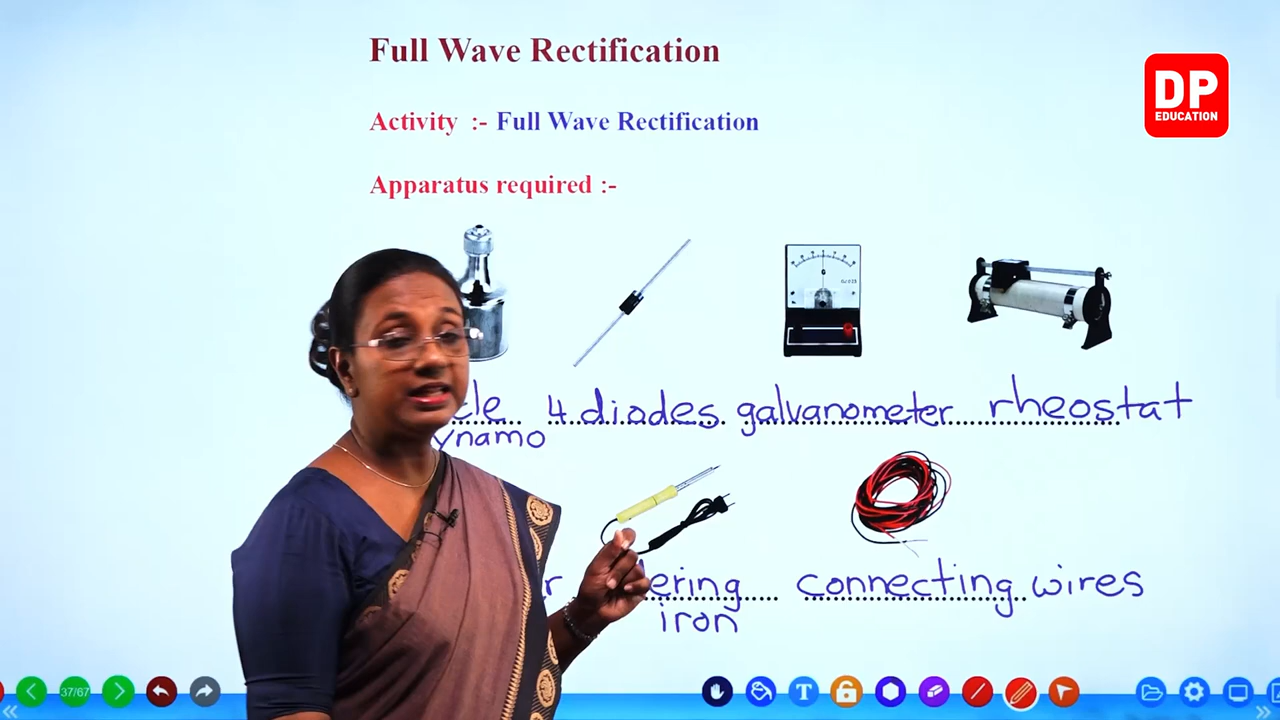 Full Wave Rectification
DP
EDUCATION
Activity :- Full Wave Rectification
Apparatus required :-
4 diodes galvanometer rheostat
ynamo
connecting wires
iron
37/67